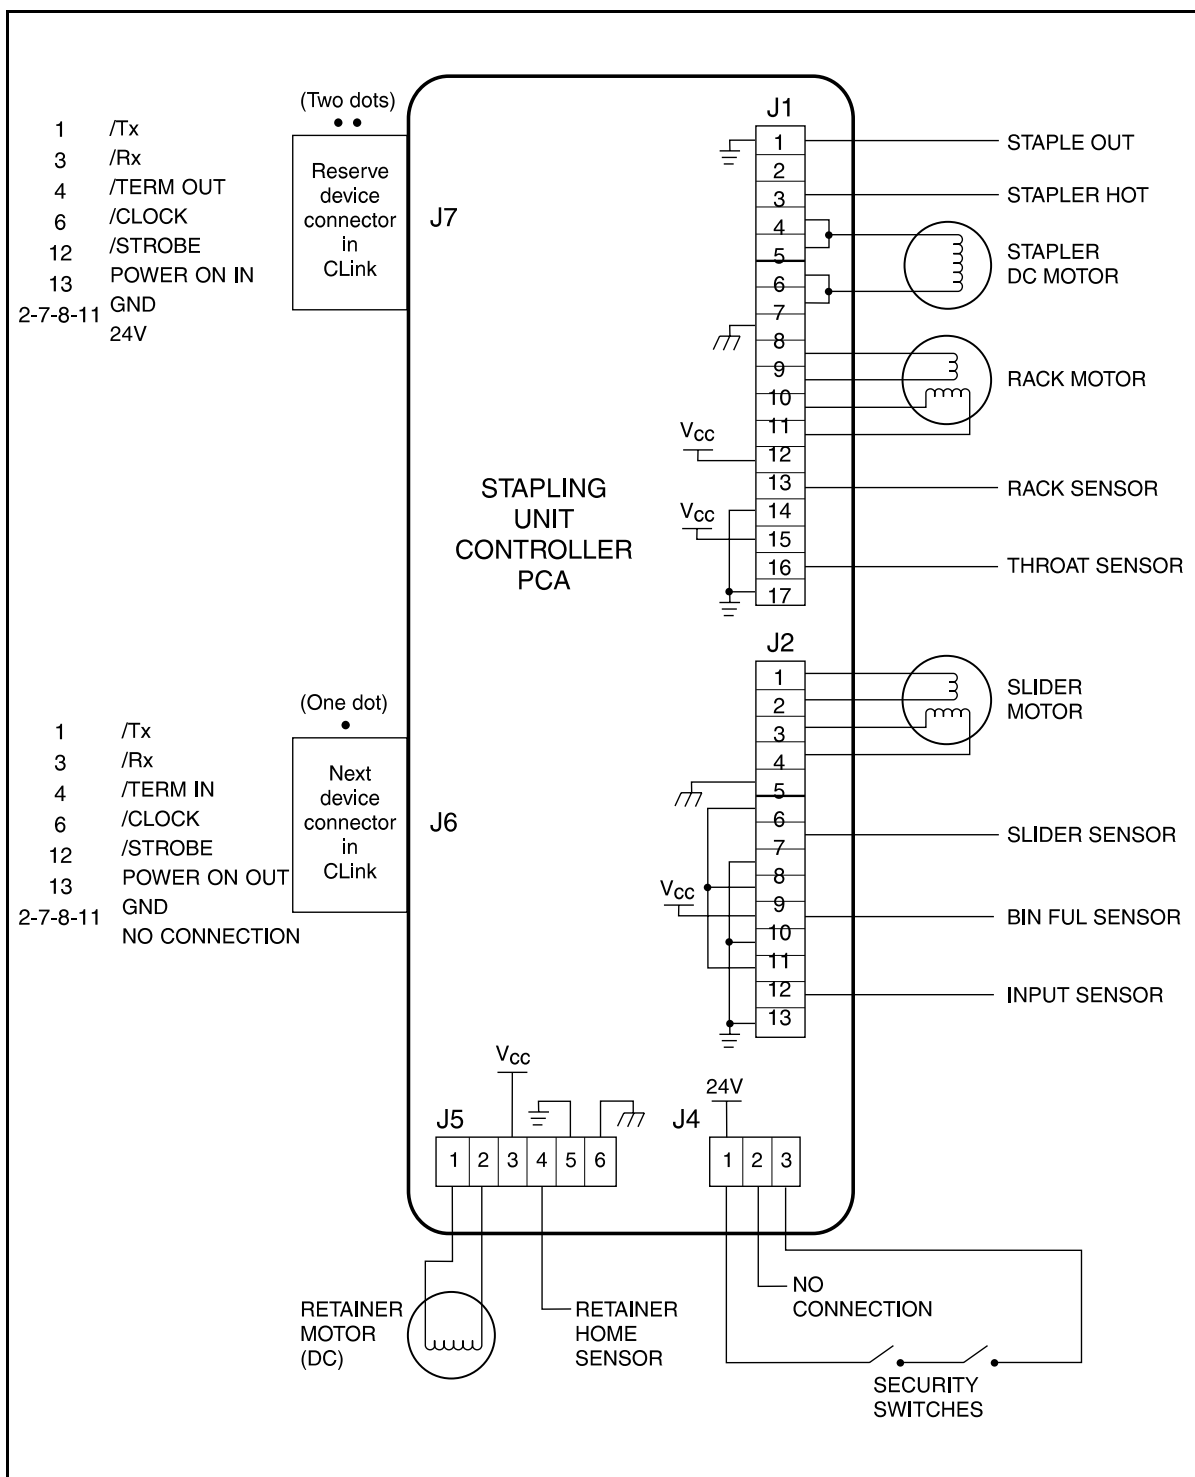 (Two dots)
1 /Tx
3 /Rx
4 /TERM OUT
6 /CLOCK
12 /STROBE
13 POWER ON IN
2-7-8-11 GND
24V
Reserve
device
connector
in
CLink
J7
(One dot)
1 /Tx
3 /Rx
4 /TERM IN
6 /CLOCK
12 /STROBE
13 POWER ON OUT
2-7-8-11 GND
NO CONNECTION
Next
device
connector
in
CLink
J6
STAPLING
UNIT
CONTROLLER
PCA
J1
1
2
3
4
5
6
7
8
9
10
11
12
13
14
15
16
17
Vcc
Vcc
STAPLE OUT
STAPLER HOT
STAPLER
DC MOTOR
RACK MOTOR
RACK SENSOR
THROAT SENSOR
J2
1
2
3
4
5
6
7
8
9
10
11
12
13
Vcc
SLIDER
MOTOR
SLIDER SENSOR
BIN FUL SENSOR
INPUT SENSOR
Vcc
J5
1 2 3 4 5 6
24V
J4
1 2 3
RETAINER
MOTOR
(DC)
RETAINER
HOME
SENSOR
NO
CONNECTION
SECURITY
SWITCHES